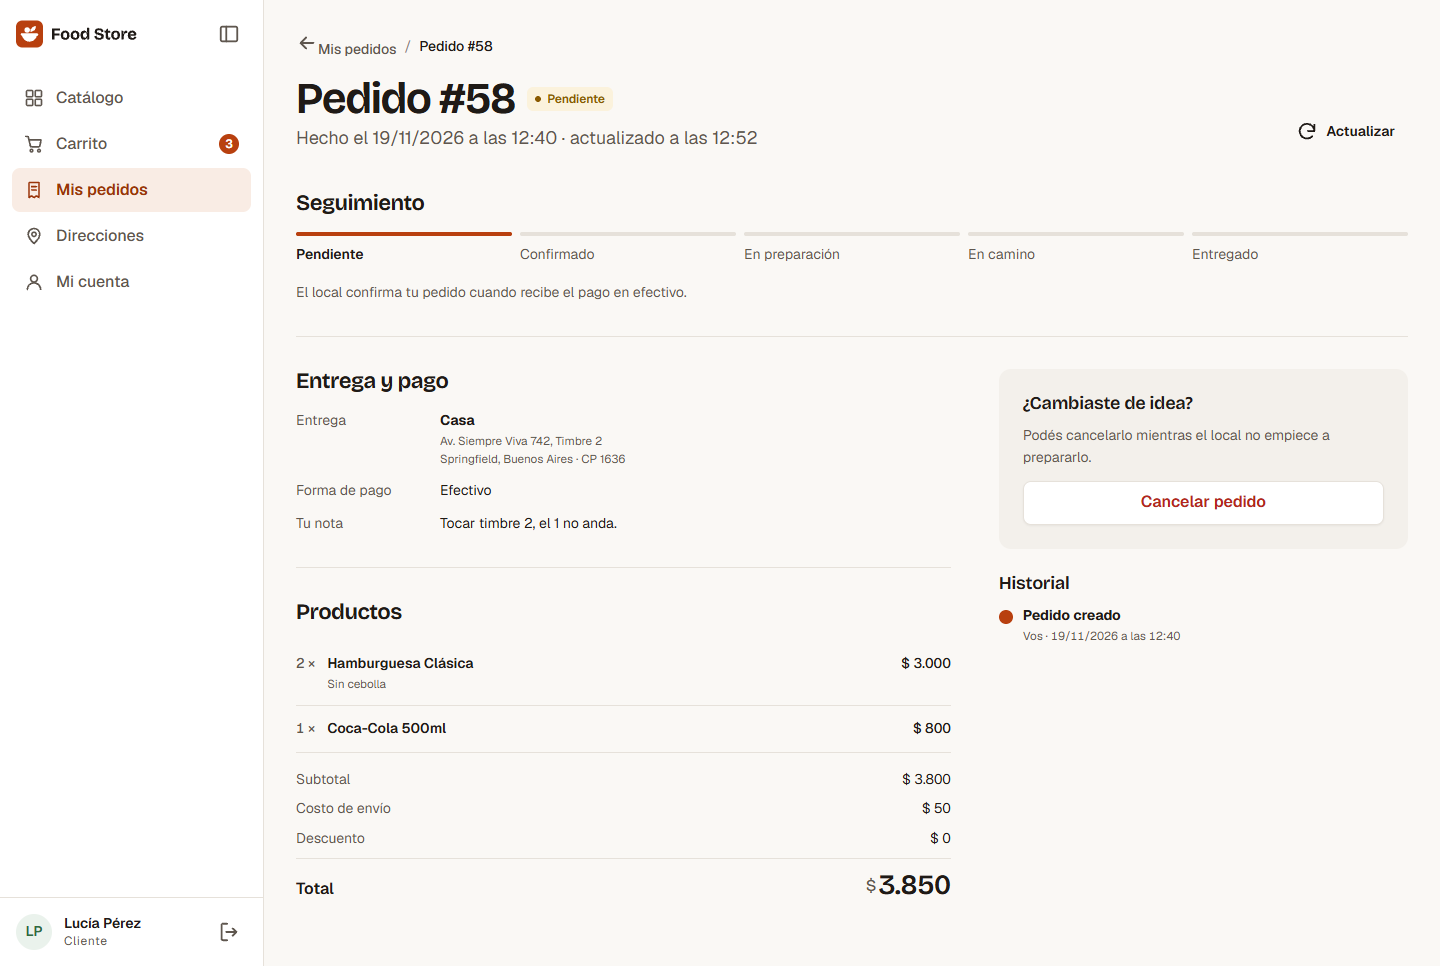 Food Store
Catálogo
Carrito 3
Mis pedidos
Direcciones
Mi cuenta
LP
Lucía Pérez
Cliente
Mis pedidos / Pedido #58
Pedido #58 Pendiente
Hecho el 19/11/2026 a las 12:40 · actualizado a las 12:52
Actualizar
Seguimiento
Pendiente Confirmado En preparación En camino Entregado
El local confirma tu pedido cuando recibe el pago en efectivo.
Entrega y pago
Entrega Casa
Av. Siempre Viva 742, Timbre 2
Springfield, Buenos Aires · CP 1636
Forma de pago Efectivo
Tu nota Tocar timbre 2, el 1 no anda.
Productos
2 × Hamburguesa Clásica $ 3.000
Sin cebolla
1 × Coca-Cola 500ml $ 800
Subtotal $ 3.800
Costo de envío $ 50
Descuento $ 0
Total $ 3.850
¿Cambiaste de idea?
Podés cancelarlo mientras el local no empiece a
prepararlo.
Cancelar pedido
Historial
Pedido creado
Vos · 19/11/2026 a las 12:40